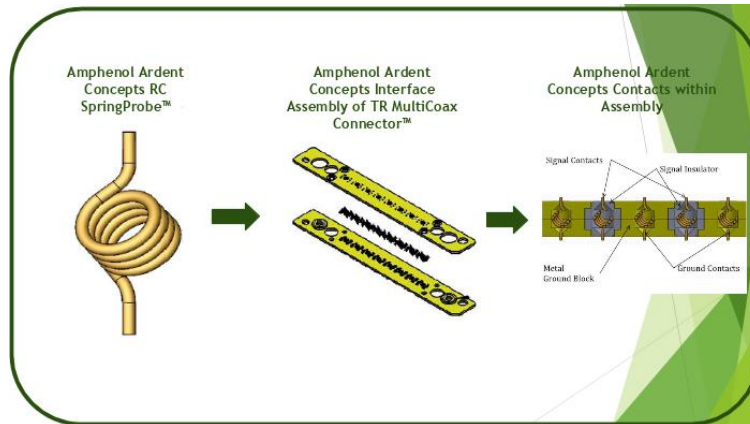 Amphenol Ardent
Concepts RC
SpringProbe™
Amphenol Ardent
Concepts Interface
Assembly of TR MultiCoax
Connector™
Amphenol Ardent
Concepts Contacts within
Assembly
Signal Contacts
Signal Insulator
Metal
Ground Block
Ground Contacts